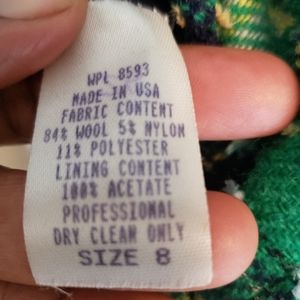 WPL 8593
MADE IN USA
FABRIC CONTENT
84% WOOL 5% NYLON
11% POLYESTER
LINING CONTENT
100% ACETATE
PROFESSIONAL
DRY CLEAN ONLY
SIZE 8